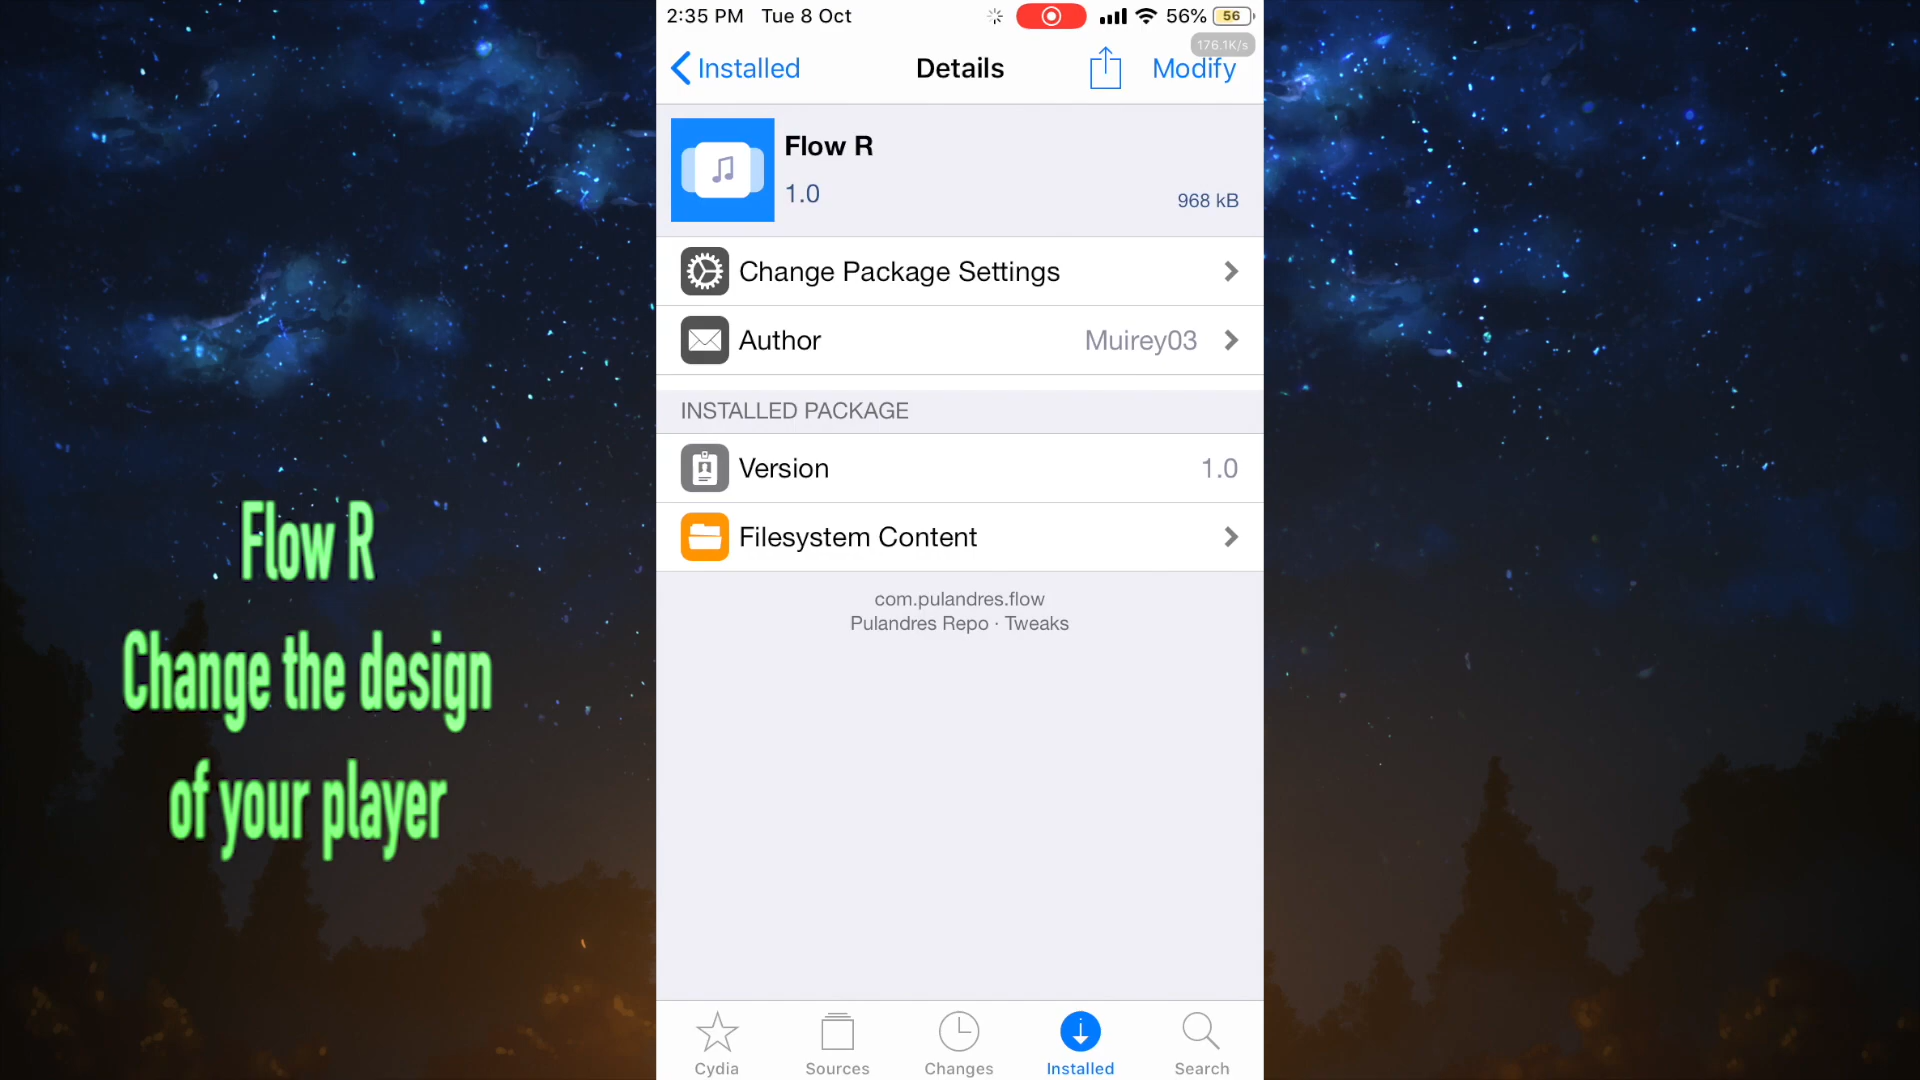 2:35 PM Tue 8 Oct 56% 56
176.1K/s
Installed Details Modify
Flow R
1.0
968 kB
Change Package Settings
Author Muirey03
INSTALLED PACKAGE
Version 1.0
Filesystem Content
com.pulandres.flow
Pulandres Repo · Tweaks
Cydia Sources Changes Installed Search
Flow R
Change the design
of your player